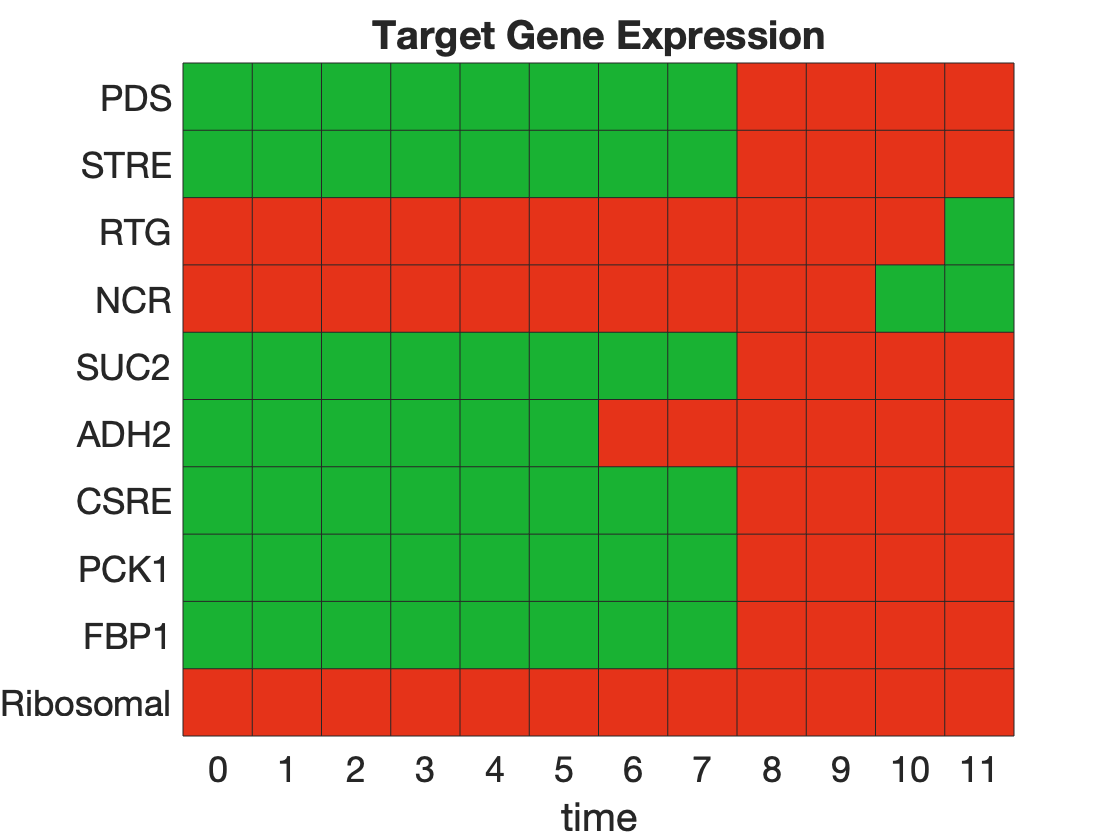 Target Gene Expression
PDS
STRE
RTG
NCR
SUC2
ADH2
CSRE
PCK1
FBP1
Ribosomal
0 1 2 3 4 5 6 7 8 9 10 11
time